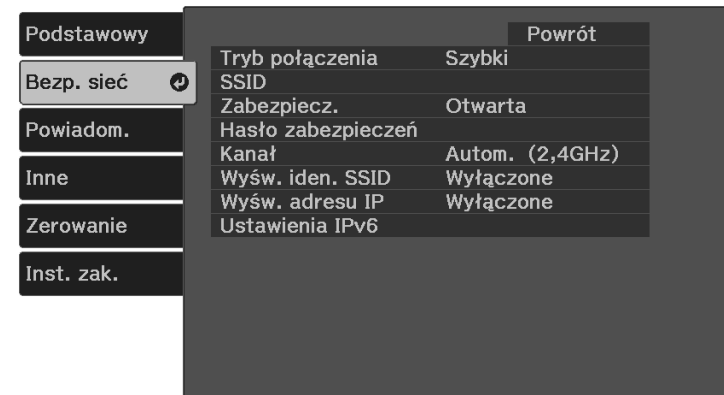 Podstawowy
Bezp. sieć
Powiadom.
Inne
Zerowanie
Inst. zak.
Powrót
Tryb połączenia Szybki
SSID
Zabezpiecz. Otwarta
Hasło zabezpieczeń
Kanał Autom. (2,4GHz)
Wyśw. iden. SSID Wyłączone
Wyśw. adresu IP Wyłączone
Ustawienia IPv6